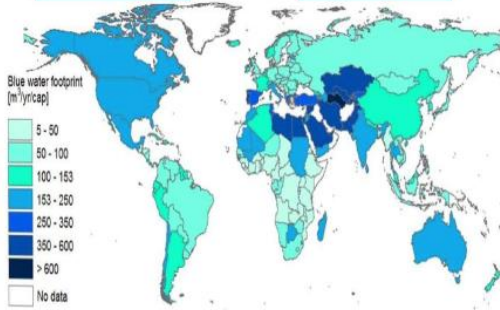 Blue water footprint
[m³/yr/cap]
5 - 50
50 - 100
100 - 153
153 - 250
250 - 350
350 - 600
> 600
No data